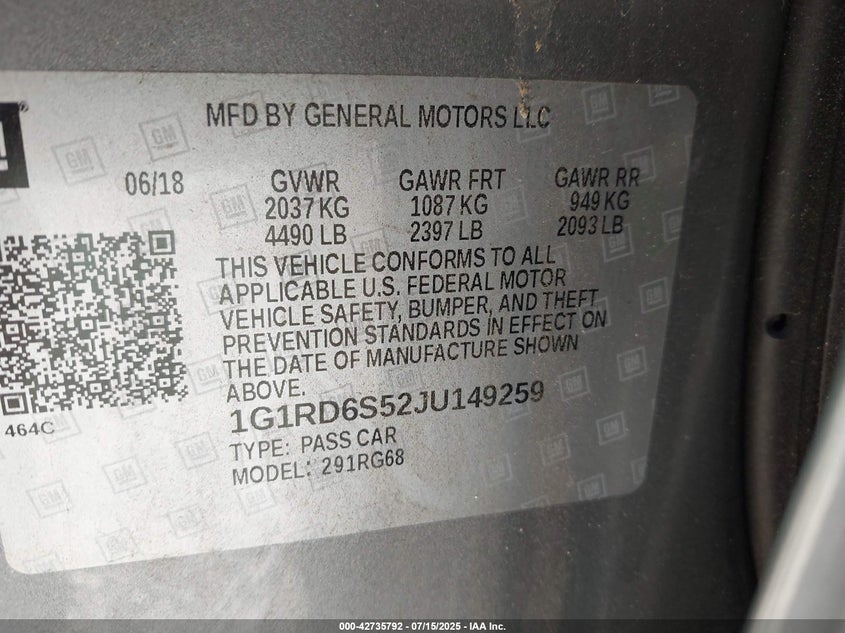 GM®
MFD BY GENERAL MOTORS LLC
06/18 GVWR GAWR FRT GAWR RR
2037 KG 1087 KG 949 KG
4490 LB 2397 LB 2093 LB
THIS VEHICLE CONFORMS TO ALL
APPLICABLE U.S. FEDERAL MOTOR
VEHICLE SAFETY, BUMPER, AND THEFT
PREVENTION STANDARDS IN EFFECT ON
THE DATE OF MANUFACTURE SHOWN
ABOVE.
1G1RD6S52JU149259
464C
TYPE: PASS CAR
MODEL: 291RG68
000-42735792 - 07/15/2025 - IAA Inc.